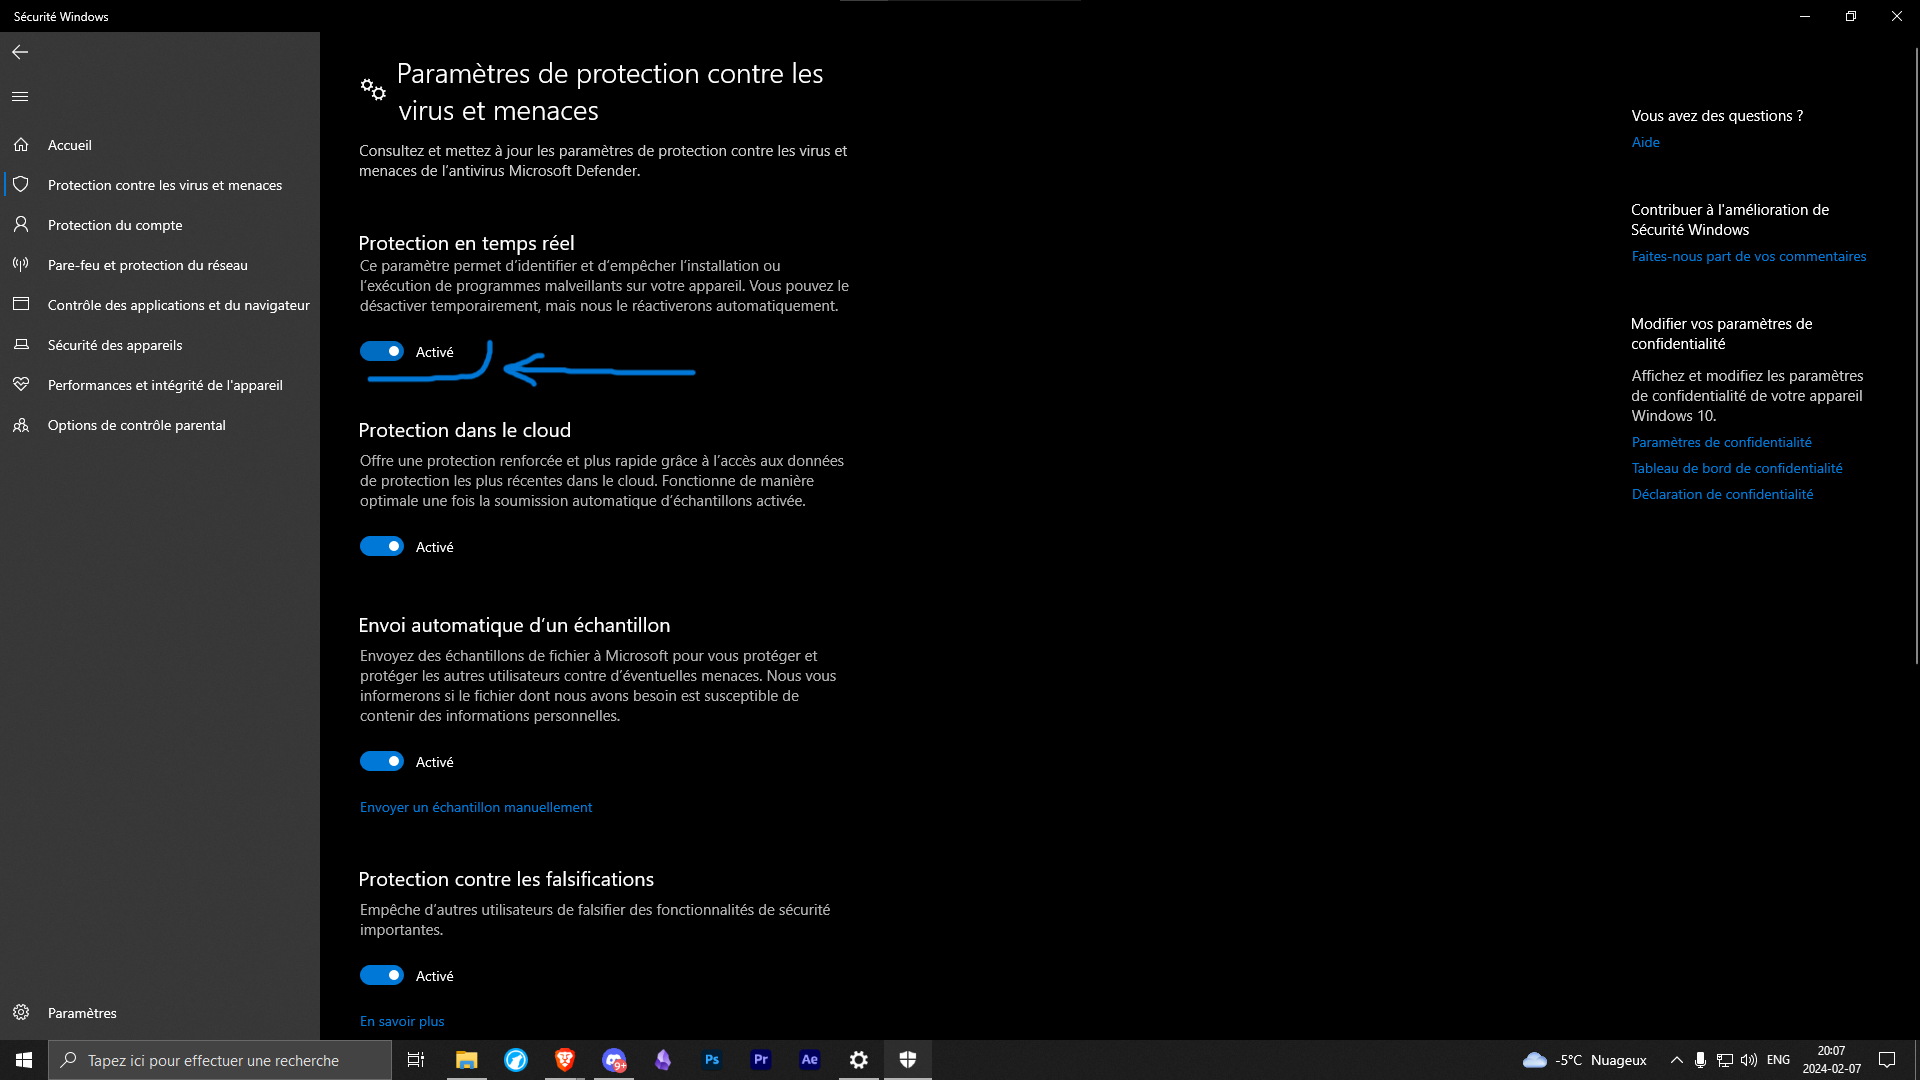 Sécurité Windows
Accueil
Protection contre les virus et menaces
Protection du compte
Pare-feu et protection du réseau
Contrôle des applications et du navigateur
Sécurité des appareils
Performances et intégrité de l'appareil
Options de contrôle parental
Paramètres
Paramètres de protection contre les
virus et menaces
Consultez et mettez à jour les paramètres de protection contre les virus et
menaces de l’antivirus Microsoft Defender.
Protection en temps réel
Ce paramètre permet d’identifier et d’empêcher l’installation ou
l’exécution de programmes malveillants sur votre appareil. Vous pouvez le
désactiver temporairement, mais nous le réactiverons automatiquement.
Activé
Protection dans le cloud
Offre une protection renforcée et plus rapide grâce à l’accès aux données
de protection les plus récentes dans le cloud. Fonctionne de manière
optimale une fois la soumission automatique d’échantillons activée.
Activé
Envoi automatique d’un échantillon
Envoyez des échantillons de fichier à Microsoft pour vous protéger et
protéger les autres utilisateurs contre d’éventuelles menaces. Nous vous
informerons si le fichier dont nous avons besoin est susceptible de
contenir des informations personnelles.
Activé
Envoyer un échantillon manuellement
Protection contre les falsifications
Empêche d’autres utilisateurs de falsifier des fonctionnalités de sécurité
importantes.
Activé
En savoir plus
Vous avez des questions ?
Aide
Contribuer à l'amélioration de
Sécurité Windows
Faites-nous part de vos commentaires
Modifier vos paramètres de
confidentialité
Affichez et modifiez les paramètres
de confidentialité de votre appareil
Windows 10.
Paramètres de confidentialité
Tableau de bord de confidentialité
Déclaration de confidentialité
Tapez ici pour effectuer une recherche
9+
Ps
Pr
Ae
-5°C Nuageux
ENG
20:07
2024-02-07